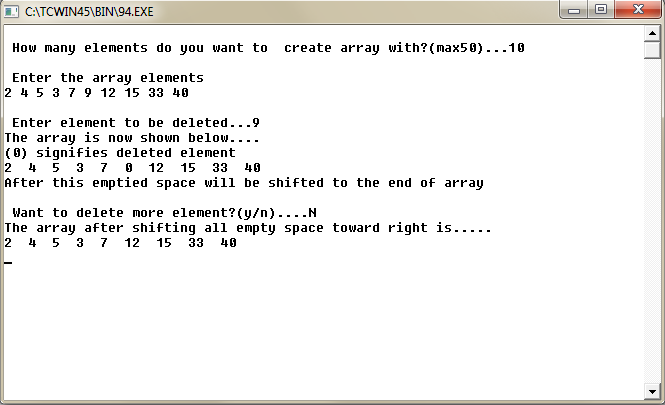 C:\TCWIN45\BIN\94.EXE
How many elements do you want to  create array with?(max50)...10
Enter the array elements
2 4 5 3 7 9 12 15 33 40
Enter element to be deleted...9
The array is now shown below....
(0) signifies deleted element
2  4  5  3  7  0  12  15  33  40
After this emptied space will be shifted to the end of array
Want to delete more element?(y/n)....N
The array after shifting all empty space toward right is.....
2  4  5  3  7  12  15  33  40